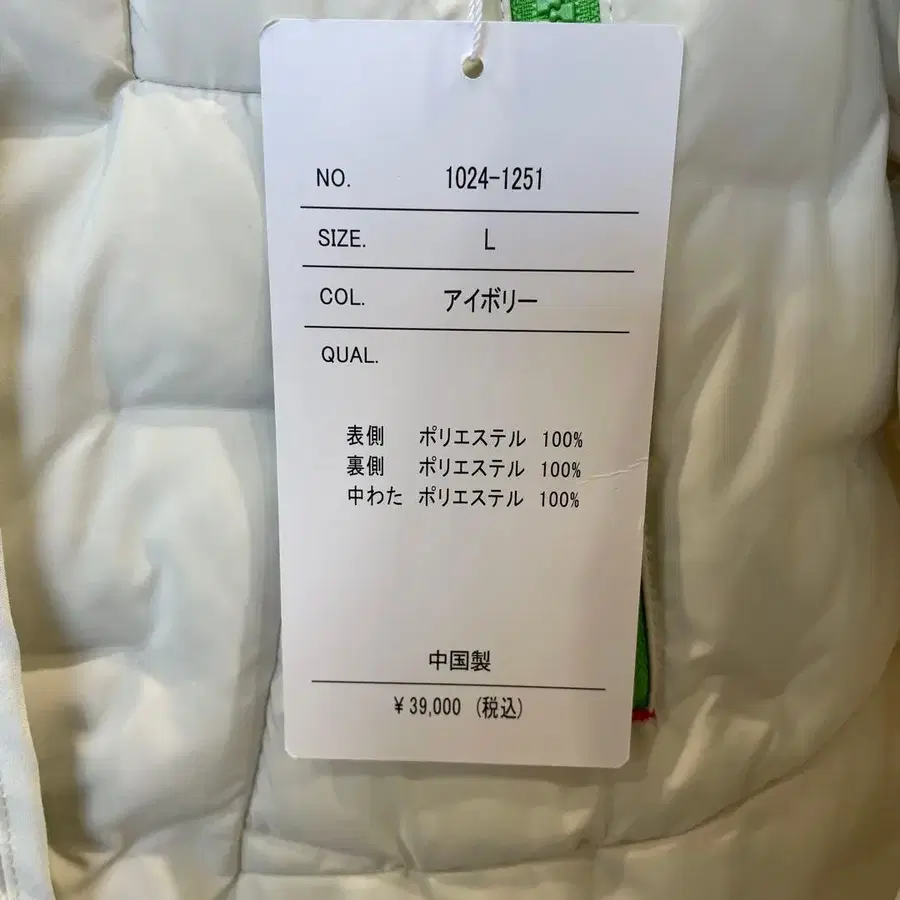 NO. 1024-1251
SIZE. L
COL. アイボリー
QUAL.
表側 ポリエステル 100%
裏側 ポリエステル 100%
中わた ポリエステル 100%
中国製
¥39,000 (税込)